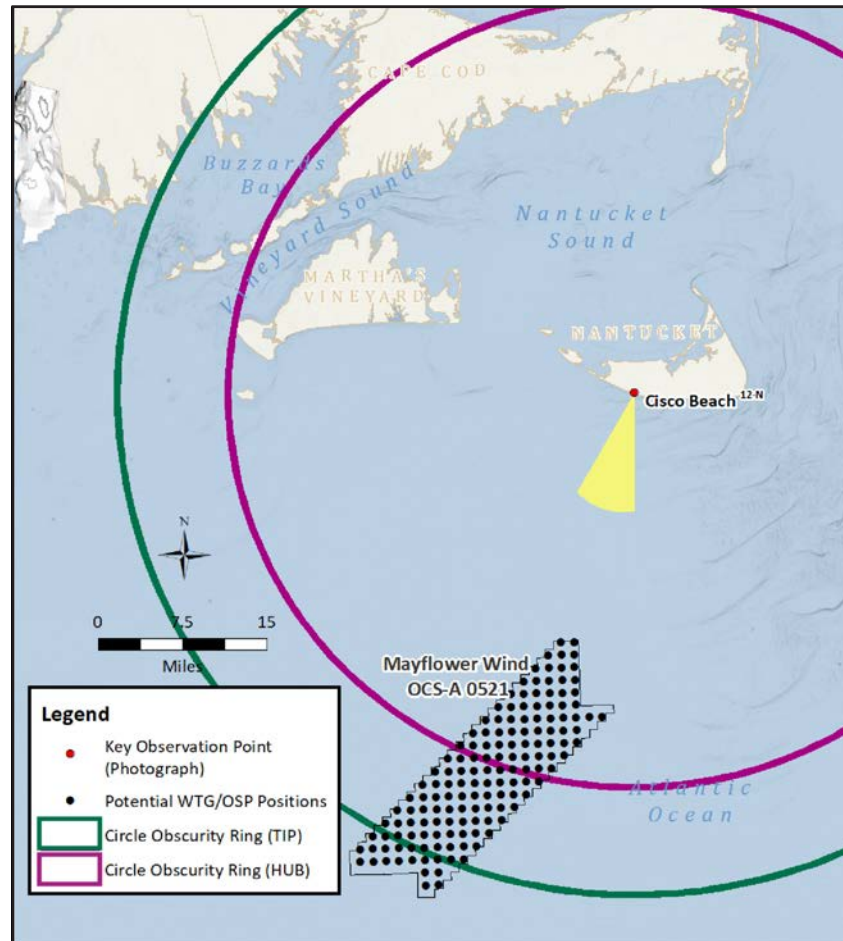 CAPE COD
Buzzards
Bay
Vineyard Sound
Nantucket
Sound
MARTHA'S
VINEYARD
NANTUCKET
Cisco Beach 12-N
N
0 7.5 15
Miles
Mayflower Wind
OCS-A 0521
Atlantic
Ocean
Legend
Key Observation Point
(Photograph)
Potential WTG/OSP Positions
Circle Obscurity Ring (TIP)
Circle Obscurity Ring (HUB)